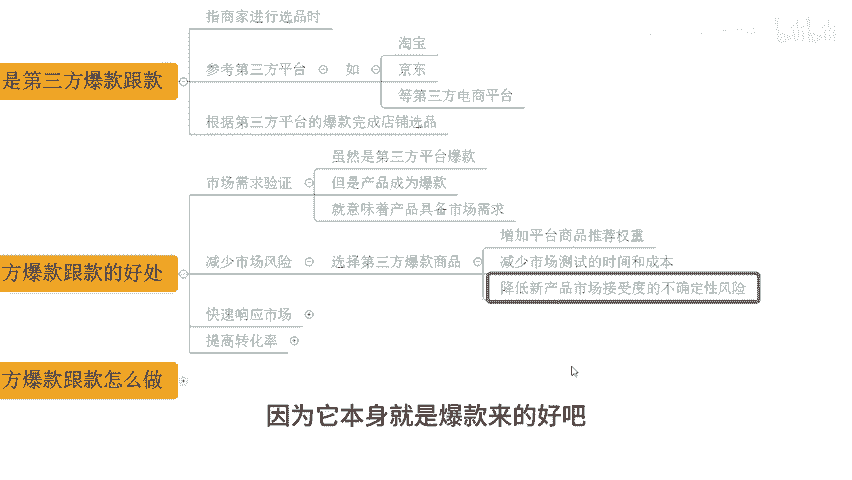 指商家进行选品时
淘宝
是第三方爆款跟款
参考第三方平台
如
京东
等第三方电商平台
根据第三方平台的爆款完成店铺选品
虽然是第三方平台爆款
市场需求验证
但是产品成为爆款
就意味着产品具备市场需求
增加平台商品推荐权重
方爆款跟款的好处
减少市场风险
选择第三方爆款商品
减少市场测试的时间和成本
降低新产品市场接受度的不确定性风险
快速响应市场
提高转化率
方爆款跟款怎么做
因为它本身就是爆款来的好吧
bilibili